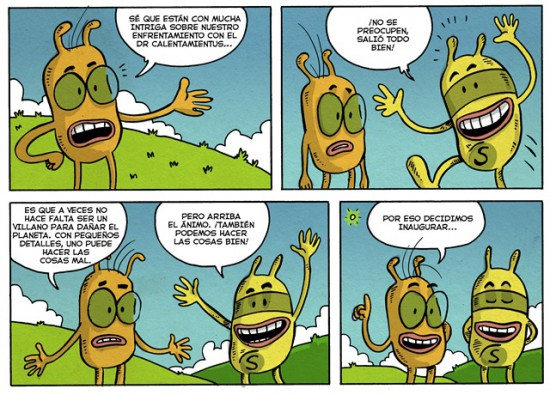 SÉ QUE ESTÁN CON MUCHA
INTRIGA SOBRE NUESTRO
ENFRENTAMIENTO CON EL
DR CALENTAMIENTUS...
¡NO SE
PREOCUPEN,
SALIÓ TODO
BIEN!
S
ES QUE A VECES NO
HACE FALTA SER UN
VILLANO PARA DAÑAR EL
PLANETA. CON PEQUEÑOS
DETALLES, UNO PUEDE
HACER LAS
COSAS MAL.
PERO ARRIBA
EL ÁNIMO. ¡TAMBIÉN
PODEMOS HACER
LAS COSAS BIEN!
S
POR ESO DECIDIMOS
INAUGURAR...
S